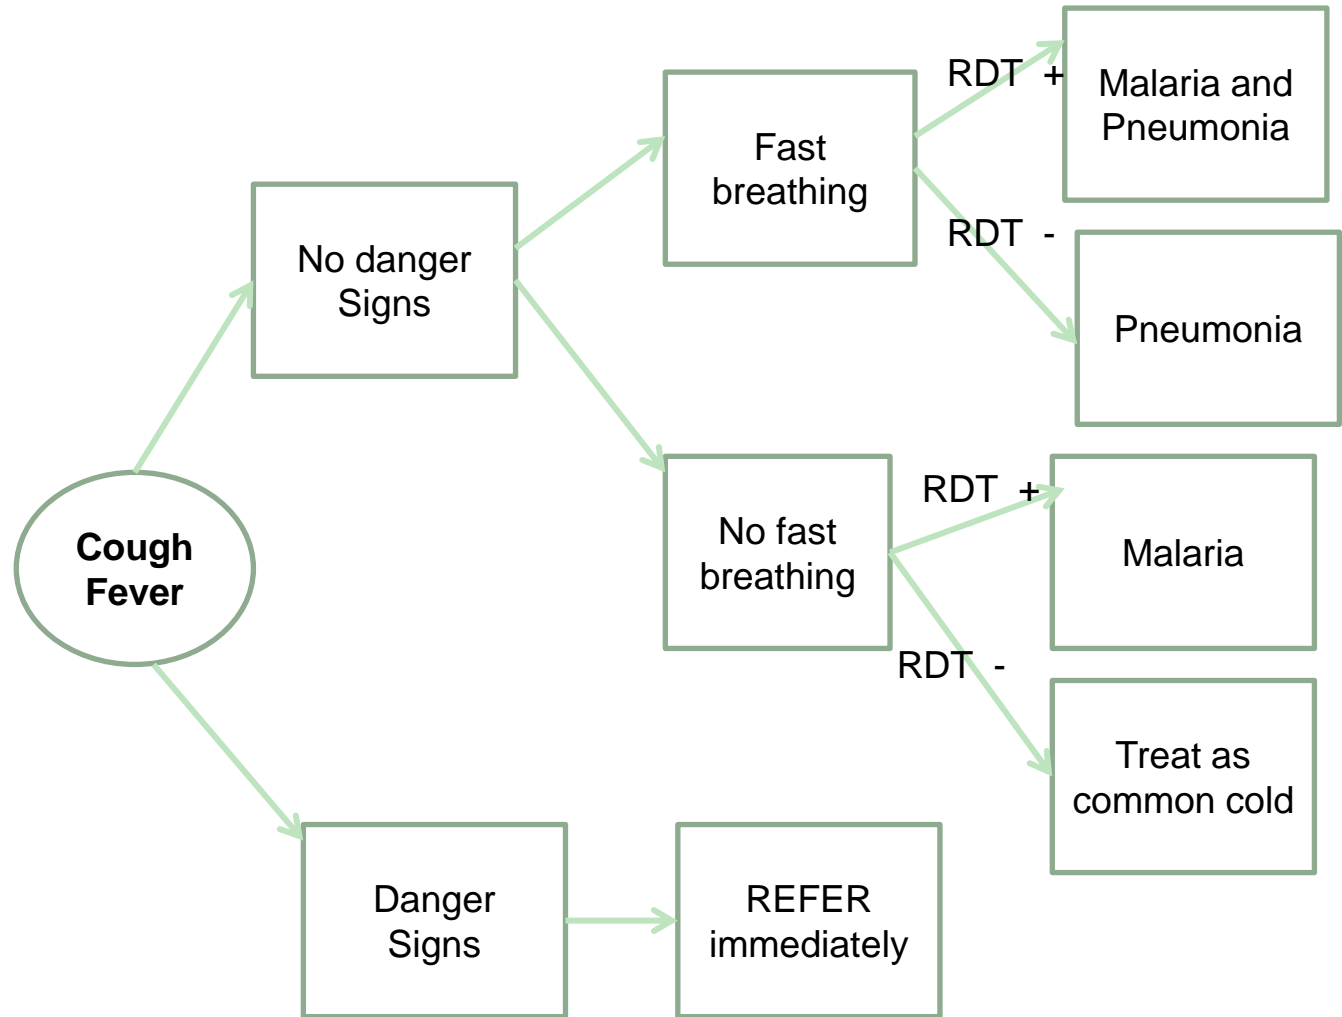 Cough
Fever
No danger
Signs
Fast
breathing
RDT +
Malaria and
Pneumonia
RDT -
Pneumonia
No fast
breathing
RDT +
Malaria
RDT -
Treat as
common cold
Danger
Signs
REFER
immediately